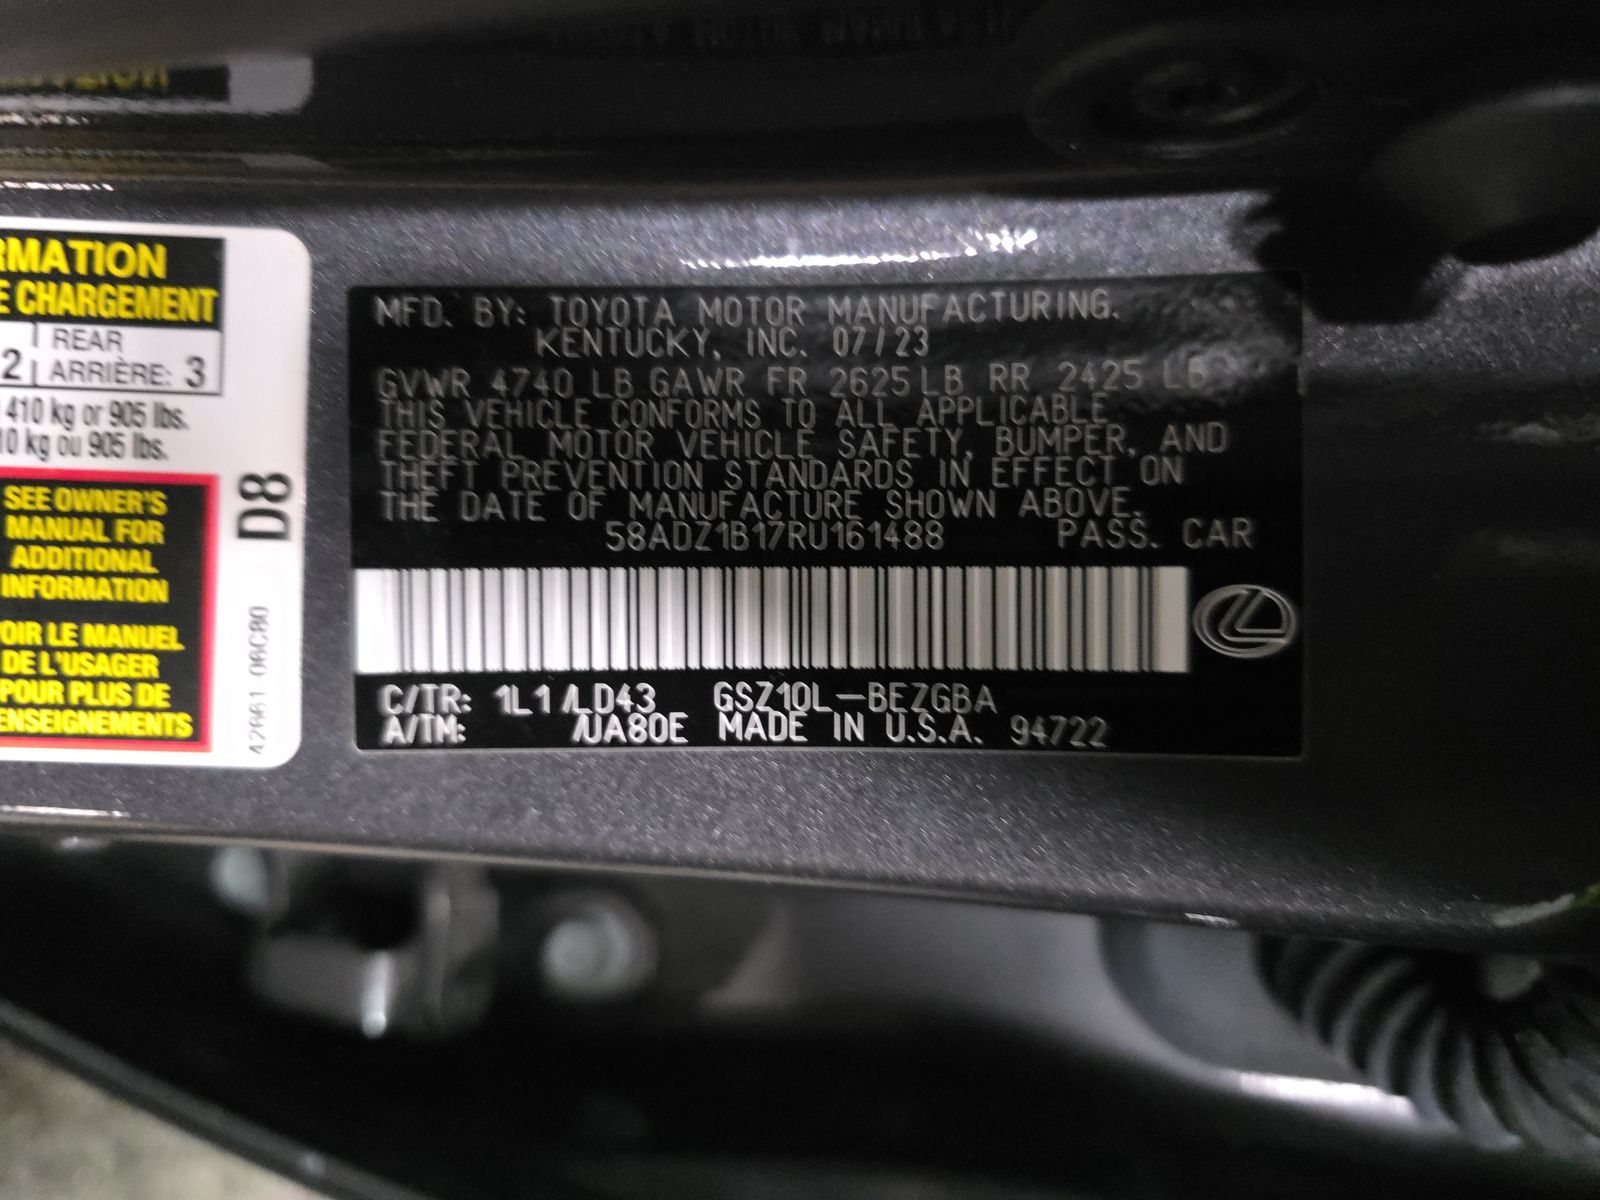 RMATION
E CHARGEMENT
2 REAR
ARRIÈRE: 3
410 kg or 905 lbs.
10 kg ou 905 lbs.
SEE OWNER'S
MANUAL FOR
ADDITIONAL
INFORMATION
OIR LE MANUEL
DE L'USAGER
POUR PLUS DE
ENSEIGNEMENTS
D8
42661-06C80
MFD. BY: TOYOTA MOTOR MANUFACTURING.
KENTUCKY, INC. 07/23
GVWR 4740 LB GAWR FR 2625 LB RR 2425 LB
THIS VEHICLE CONFORMS TO ALL APPLICABLE
FEDERAL MOTOR VEHICLE SAFETY, BUMPER, AND
THEFT PREVENTION STANDARDS IN EFFECT ON
THE DATE OF MANUFACTURE SHOWN ABOVE.
58ADZ1B17RU161488 PASS. CAR
C/TR: 1L1 /LD43 GSZ10L-BEZGBA
A/TM: /UA80E MADE IN U.S.A. 94722